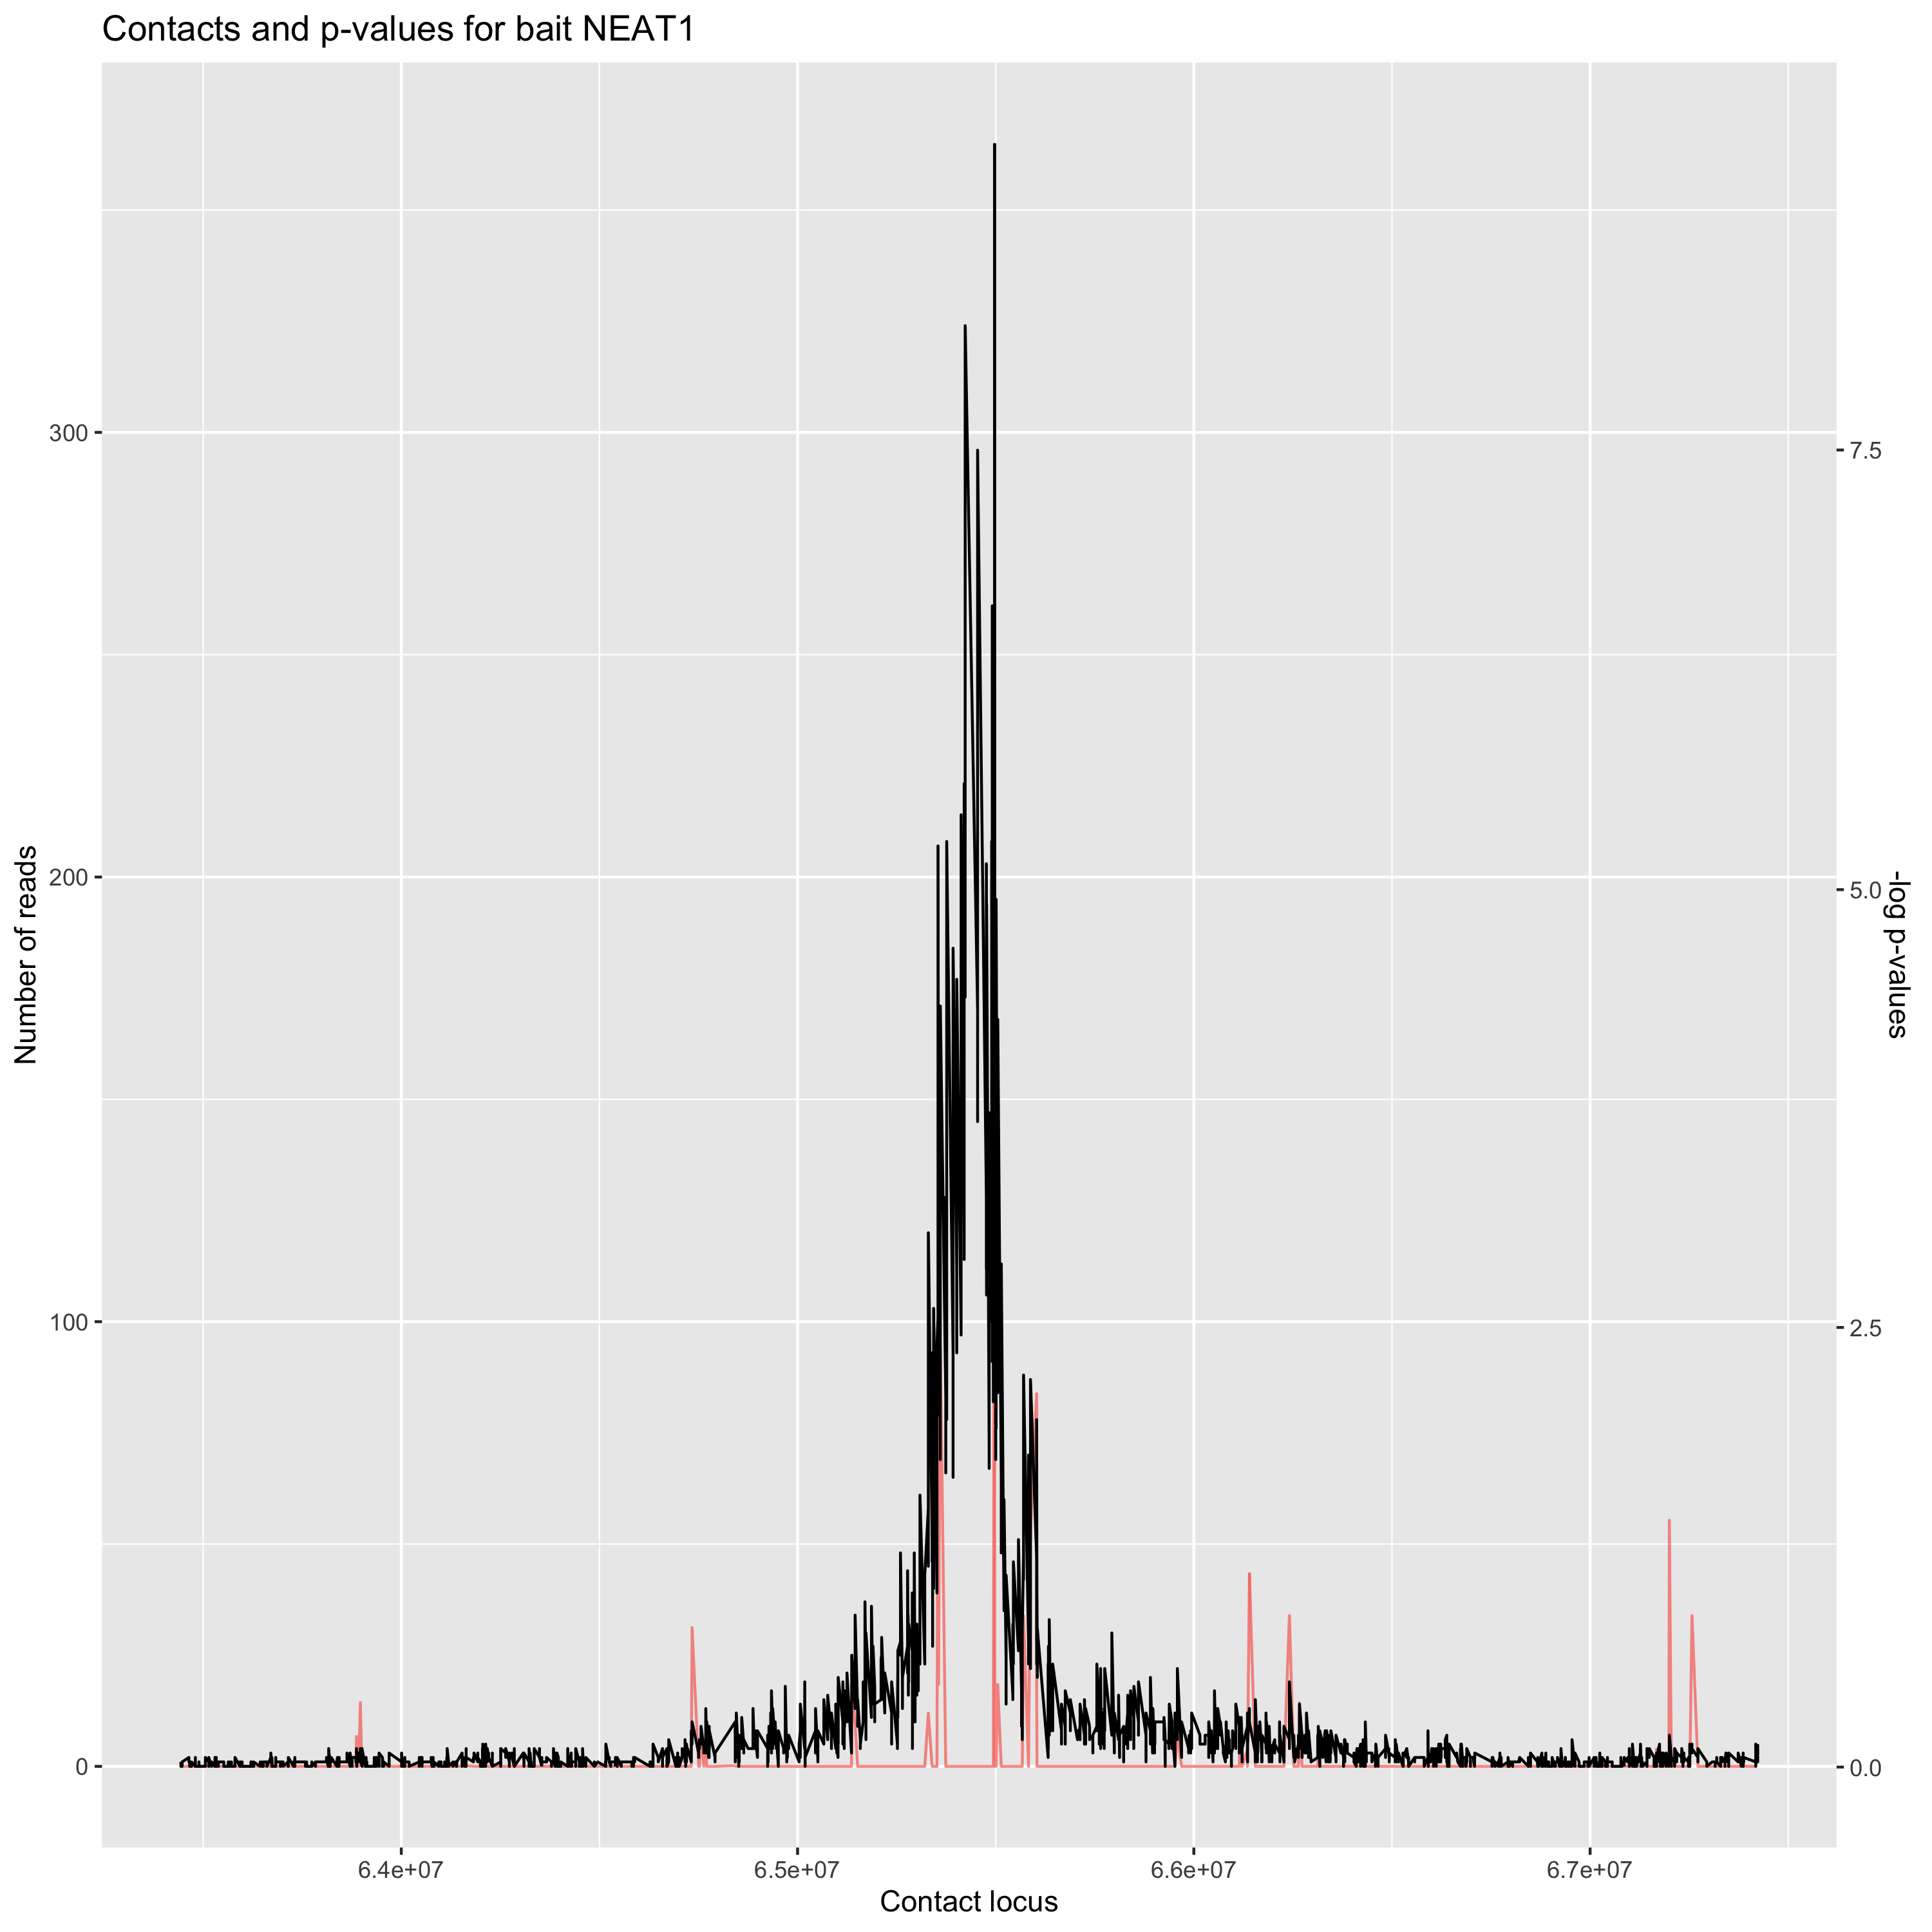 Contacts and p-values for bait NEAT1
Number of reads
300
200
100
0
7.5
5.0
2.5
0.0
-log p-values
6.4e+07
6.5e+07
6.6e+07
6.7e+07
Contact locus